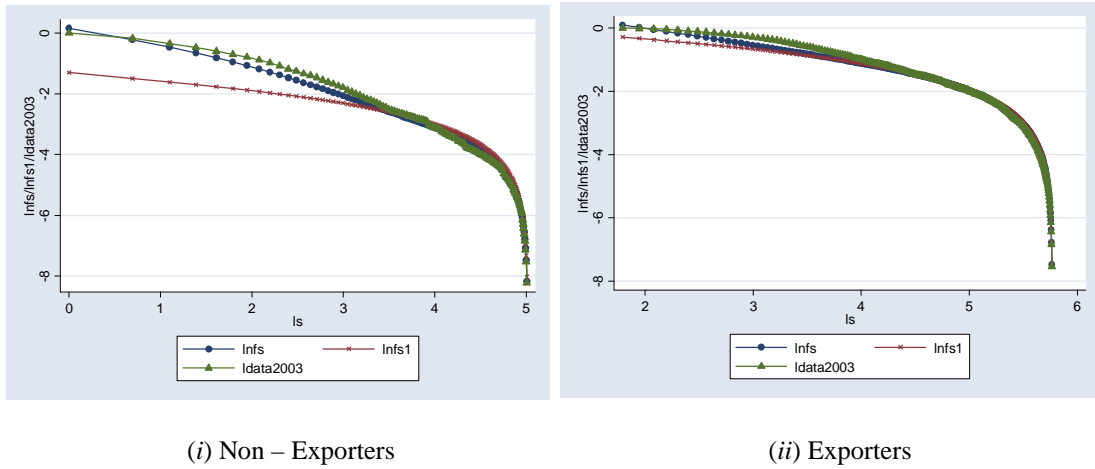 lnfs/lnfs1/ldata2003
0
-2
-4
-6
-8
0 1 2 3 4 5
ls
lnfs lnfs1
ldata2003
lnfs/lnfs1/ldata2003
0
-2
-4
-6
-8
2 3 4 5 6
ls
lnfs lnfs1
ldata2003
(i) Non – Exporters
(ii) Exporters